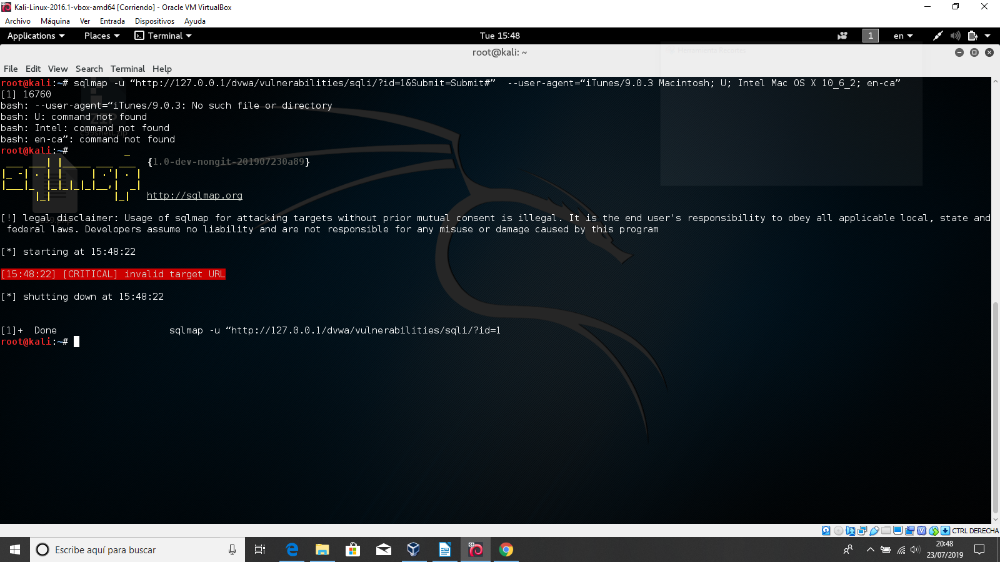 Kali-Linux-2016.1-vbox-amd64 [Corriendo] - Oracle VM VirtualBox
Archivo Máquina Ver Entrada Dispositivos Ayuda
Applications Places Terminal Tue 15:48 1 en
root@kali: ~
Herramienta Recortes
File Edit View Search Terminal Help
root@kali:~# sqlmap -u “http://127.0.0.1/dvwa/vulnerabilities/sqli/?id=1&Submit=Submit#” --user-agent=“iTunes/9.0.3 Macintosh; U; Intel Mac OS X 10_6_2; en-ca”
[1] 16760
bash: --user-agent=“iTunes/9.0.3: No such file or directory
bash: U: command not found
bash: Intel: command not found
c99shell.zip
bash: en-ca”: command not found
root@kali:~#
{1.0-dev-nongit-201907230a89}
http://sqlmap.org
[!] legal disclaimer: Usage of sqlmap for attacking targets without prior mutual consent is illegal. It is the end user's responsibility to obey all applicable local, state and
federal laws. Developers assume no liability and are not responsible for any misuse or damage caused by this program
[*] starting at 15:48:22
[15:48:22] [CRITICAL] invalid target URL
[*] shutting down at 15:48:22
[1]+ Done sqlmap -u “http://127.0.0.1/dvwa/vulnerabilities/sqli/?id=1
root@kali:~#
CTRL DERECHA
Escribe aquí para buscar
20:48
23/07/2019